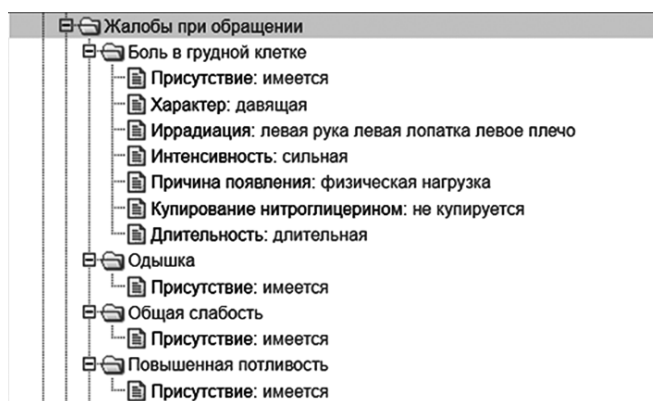 Жалобы при обращении
Боль в грудной клетке
Присутствие: имеется
Характер: давящая
Иррадиация: левая рука левая лопатка левое плечо
Интенсивность: сильная
Причина появления: физическая нагрузка
Купирование нитроглицерином: не купируется
Длительность: длительная
Одышка
Присутствие: имеется
Общая слабость
Присутствие: имеется
Повышенная потливость
Присутствие: имеется